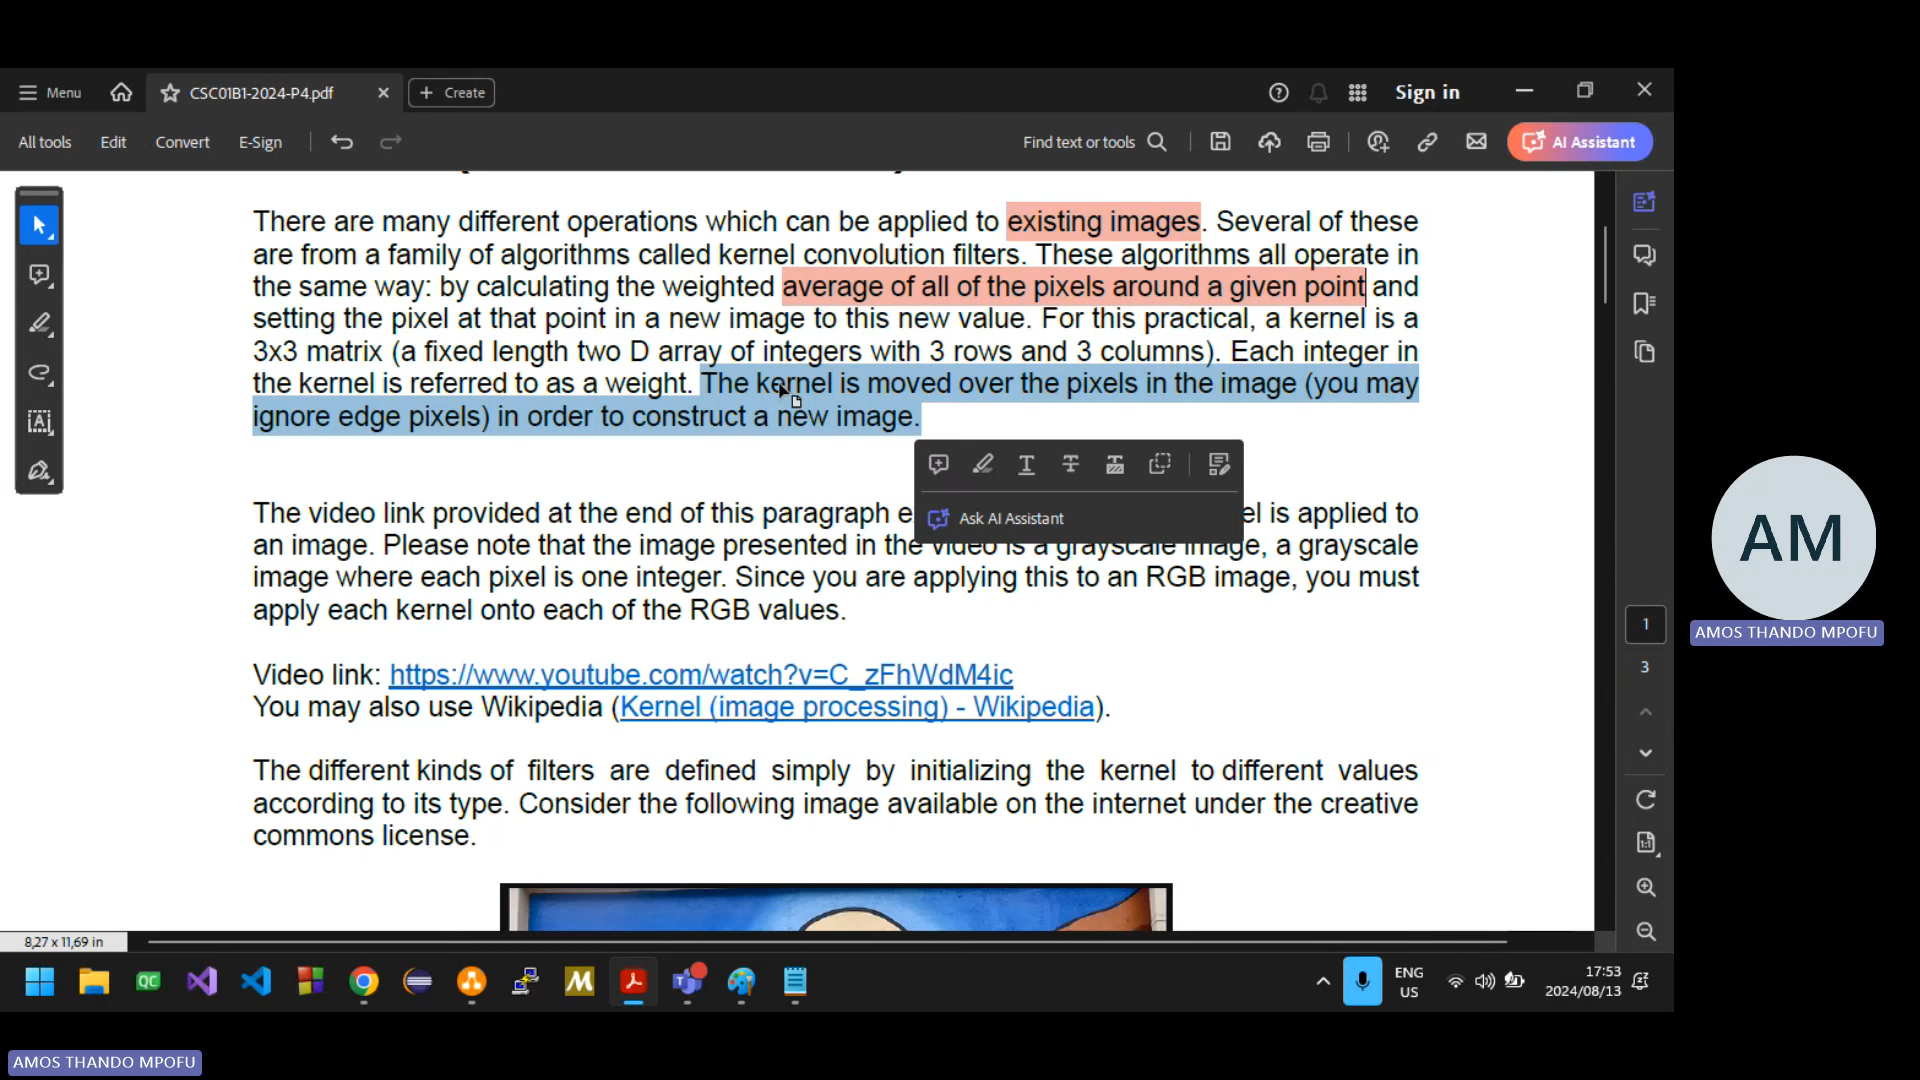 Menu
CSC01B1-2024-P4.pdf
Create
Sign in
All tools
Edit
Convert
E-Sign
Find text or tools
AI Assistant
There are many different operations which can be applied to existing images. Several of these
are from a family of algorithms called kernel convolution filters. These algorithms all operate in
the same way: by calculating the weighted average of all of the pixels around a given point and
setting the pixel at that point in a new image to this new value. For this practical, a kernel is a
3x3 matrix (a fixed length two D array of integers with 3 rows and 3 columns). Each integer in
the kernel is referred to as a weight. The kernel is moved over the pixels in the image (you may
ignore edge pixels) in order to construct a new image.
Ask AI Assistant
The video link provided at the end of this paragraph e el is applied to
an image. Please note that the image presented in the video is a grayscale image, a grayscale
image where each pixel is one integer. Since you are applying this to an RGB image, you must
apply each kernel onto each of the RGB values.
Video link: https://www.youtube.com/watch?v=C_zFhWdM4ic
You may also use Wikipedia (Kernel (image processing) - Wikipedia).
The different kinds of filters are defined simply by initializing the kernel to different values
according to its type. Consider the following image available on the internet under the creative
commons license.
1
3
8,27 x 11,69 in
QC
M
ENG
US
17:53
2024/08/13
AM
AMOS THANDO MPOFU
AMOS THANDO MPOFU